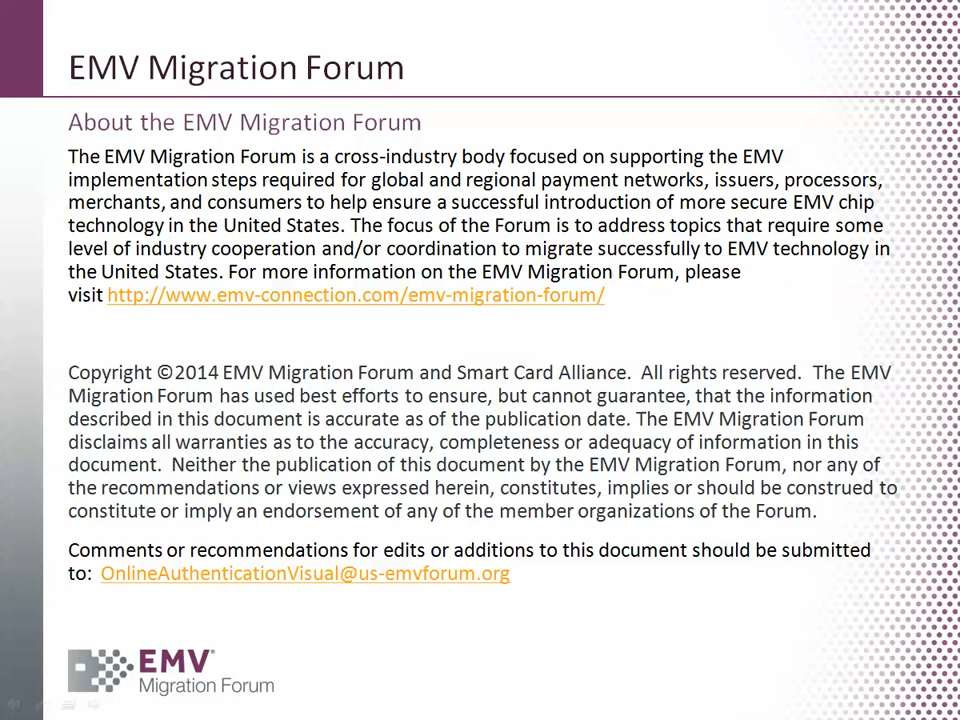 EMV Migration Forum
About the EMV Migration Forum
The EMV Migration Forum is a cross-industry body focused on supporting the EMV
implementation steps required for global and regional payment networks, issuers, processors,
merchants, and consumers to help ensure a successful introduction of more secure EMV chip
technology in the United States. The focus of the Forum is to address topics that require some
level of industry cooperation and/or coordination to migrate successfully to EMV technology in
the United States. For more information on the EMV Migration Forum, please
visit http://www.emv-connection.com/emv-migration-forum/
Copyright ©2014 EMV Migration Forum and Smart Card Alliance.  All rights reserved.  The EMV
Migration Forum has used best efforts to ensure, but cannot guarantee, that the information
described in this document is accurate as of the publication date. The EMV Migration Forum
disclaims all warranties as to the accuracy, completeness or adequacy of information in this
document.  Neither the publication of this document by the EMV Migration Forum, nor any of
the recommendations or views expressed herein, constitutes, implies or should be construed to
constitute or imply an endorsement of any of the member organizations of the Forum.
Comments or recommendations for edits or additions to this document should be submitted
to:  OnlineAuthenticationVisual@us-emvforum.org
EMV®
Migration Forum